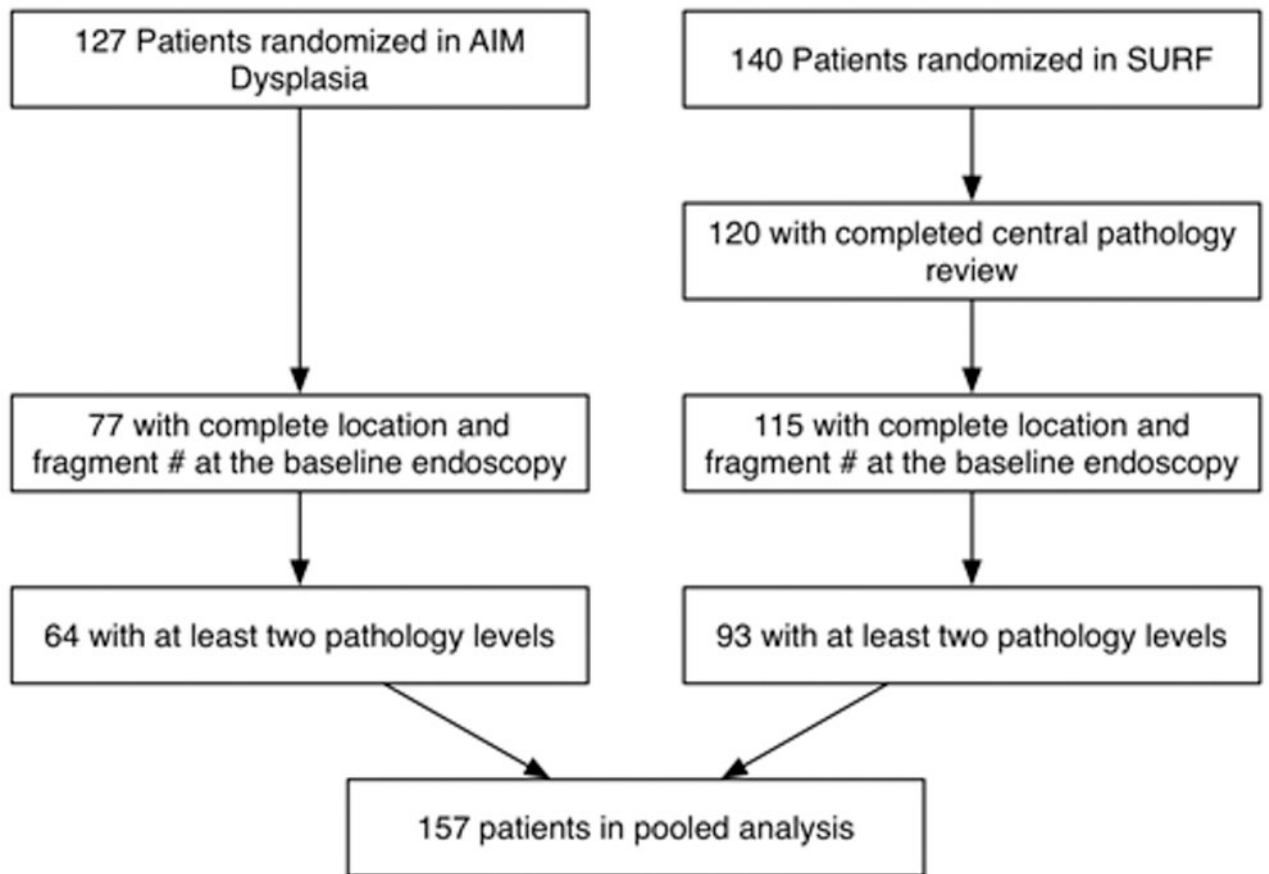 127 Patients randomized in AIM
Dysplasia
140 Patients randomized in SURF
120 with completed central pathology
review
77 with complete location and
fragment # at the baseline endoscopy
115 with complete location and
fragment # at the baseline endoscopy
64 with at least two pathology levels
93 with at least two pathology levels
157 patients in pooled analysis